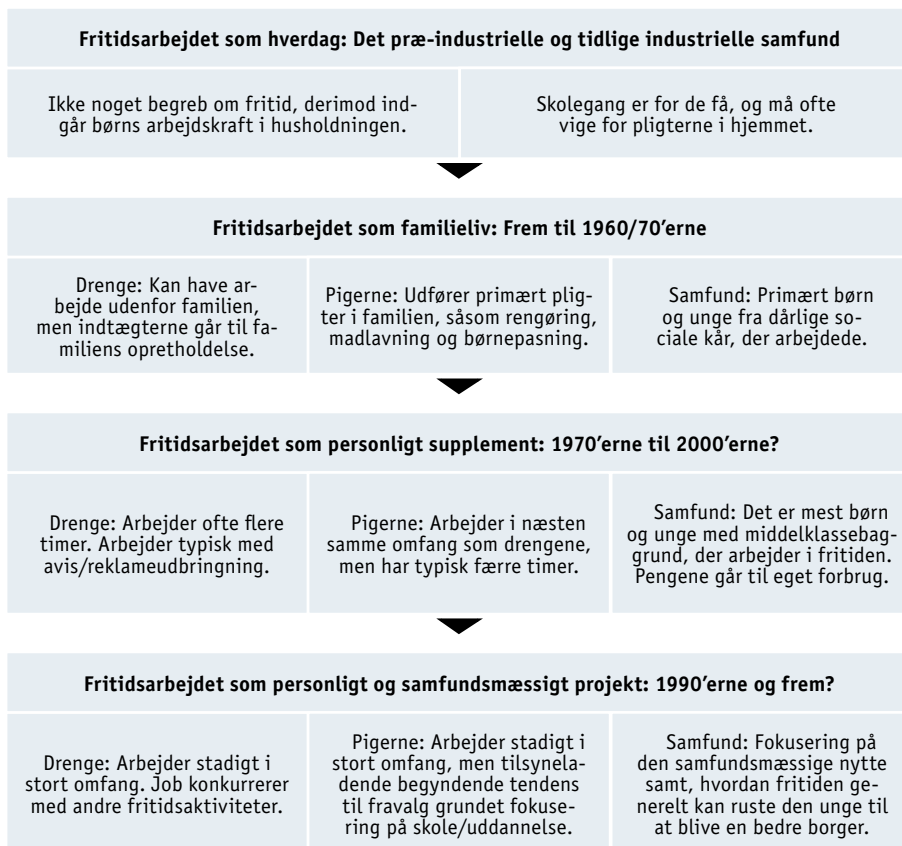 Fritidsarbejdet som hverdag: Det præ-industrielle og tidlige industrielle samfund
Ikke noget begreb om fritid, derimod ind-
går børns arbejdskraft i husholdningen.
Skolegang er for de få, og må ofte
vige for pligterne i hjemmet.
Fritidsarbejdet som familieliv: Frem til 1960/70’erne
Drenge: Kan have ar-
bejde udenfor familien,
men indtægterne går til fa-
miliens opretholdelse.
Pigerne: Udfører primært plig-
ter i familien, såsom rengøring,
madlavning og børnepasning.
Samfund: Primært børn
og unge fra dårlige so-
ciale kår, der arbejdede.
Fritidsarbejdet som personligt supplement: 1970’erne til 2000’erne?
Drenge: Arbejder ofte flere
timer. Arbejder typisk med
avis/reklameudbringning.
Pigerne: Arbejder i næsten
samme omfang som drengene,
men har typisk færre timer.
Samfund: Det er mest børn
og unge med middelklassebag-
grund, der arbejder i fritiden.
Pengene går til eget forbrug.
Fritidsarbejdet som personligt og samfundsmæssigt projekt: 1990’erne og frem?
Drenge: Arbejder stadigt i
stort omfang. Job konkurrerer
med andre fritidsaktiviteter.
Pigerne: Arbejder stadigt i
stort omfang, men tilsynela-
dende begyndende tendens
til fravalg grundet fokuse-
ring på skole/uddannelse.
Samfund: Fokusering på
den samfundsmæssige nytte
samt, hvordan fritiden ge-
nerelt kan ruste den unge til
at blive en bedre borger.